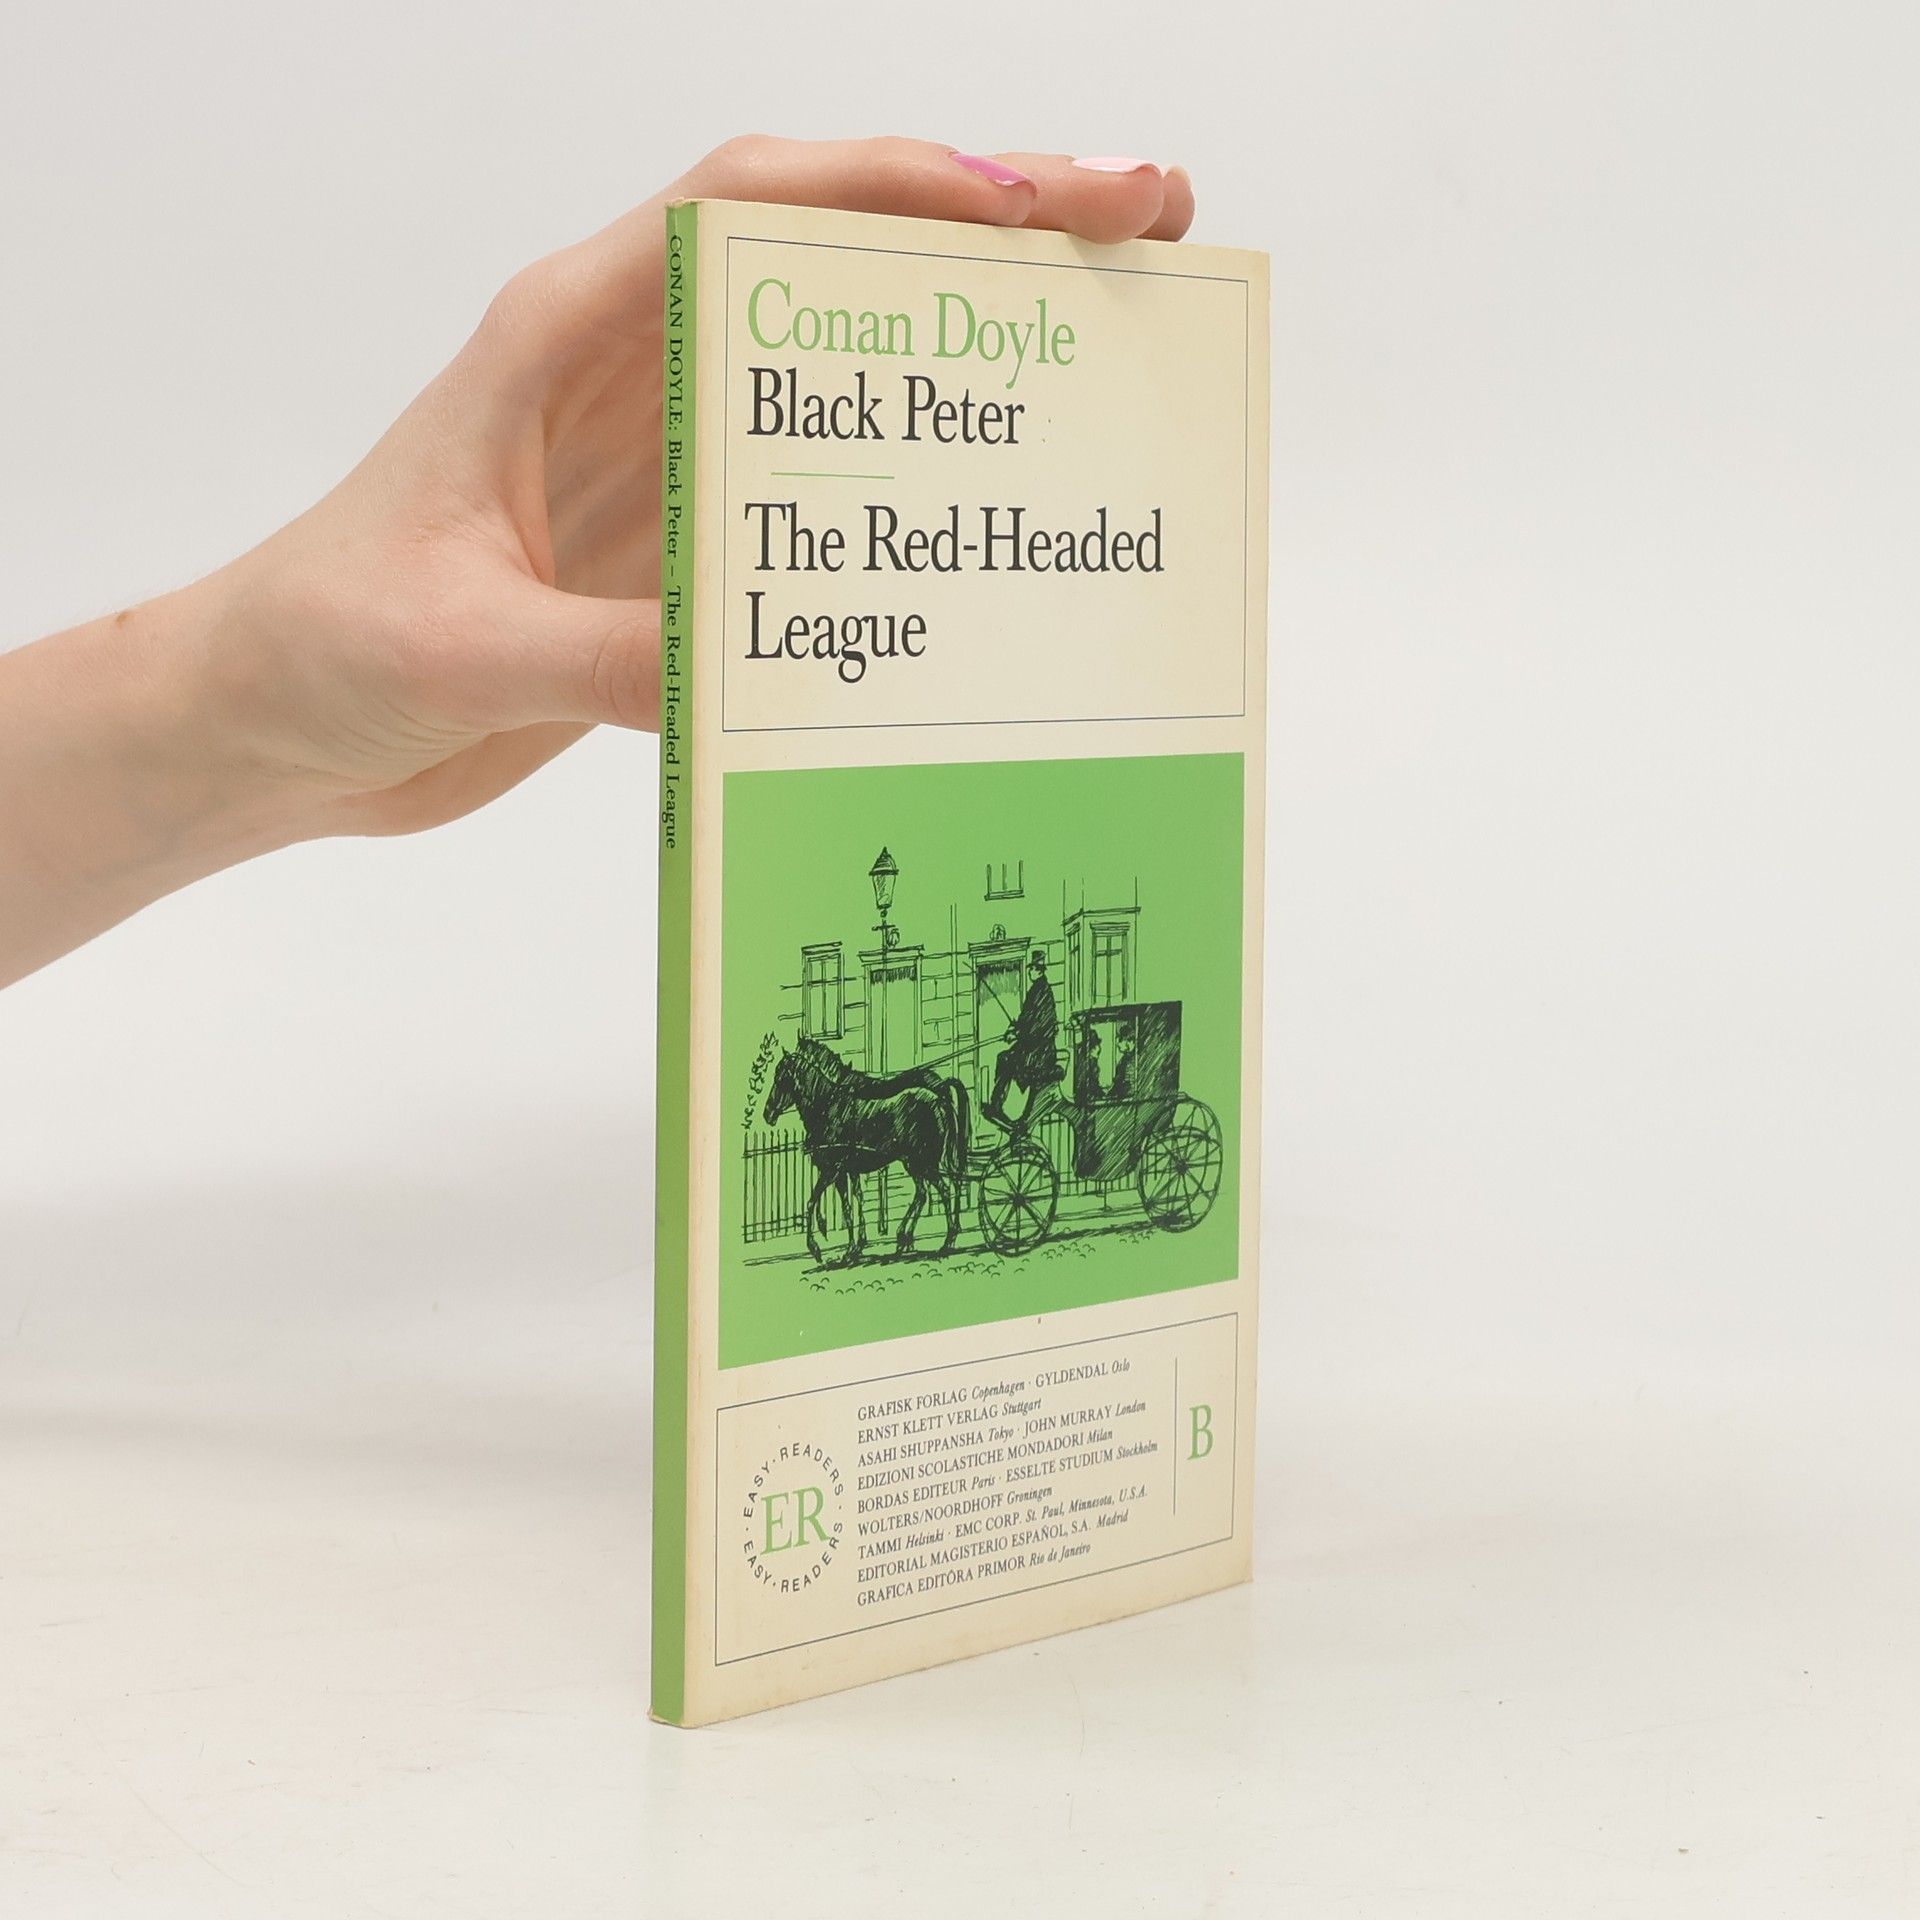 CONAN DOYLE: Black Peter – The Red-Headed League
Conan Doyle
Black Peter
The Red-Headed
League
EASY · READERS · EASY · READERS ·
ER
GRAFISK FORLAG Copenhagen · GYLDENDAL Oslo
ERNST KLETT VERLAG Stuttgart
ASAHI SHUPPANSHA Tokyo · JOHN MURRAY London
EDIZIONI SCOLASTICHE MONDADORI Milan
BORDAS EDITEUR Paris · ESSELTE STUDIUM Stockholm
WOLTERS/NOORDHOFF Groningen
TAMMI Helsinki · EMC CORP. St. Paul, Minnesota, U.S.A.
EDITORIAL MAGISTERIO ESPAÑOL, S.A. Madrid
GRAFICA EDITÔRA PRIMOR Rio de Janeiro
B